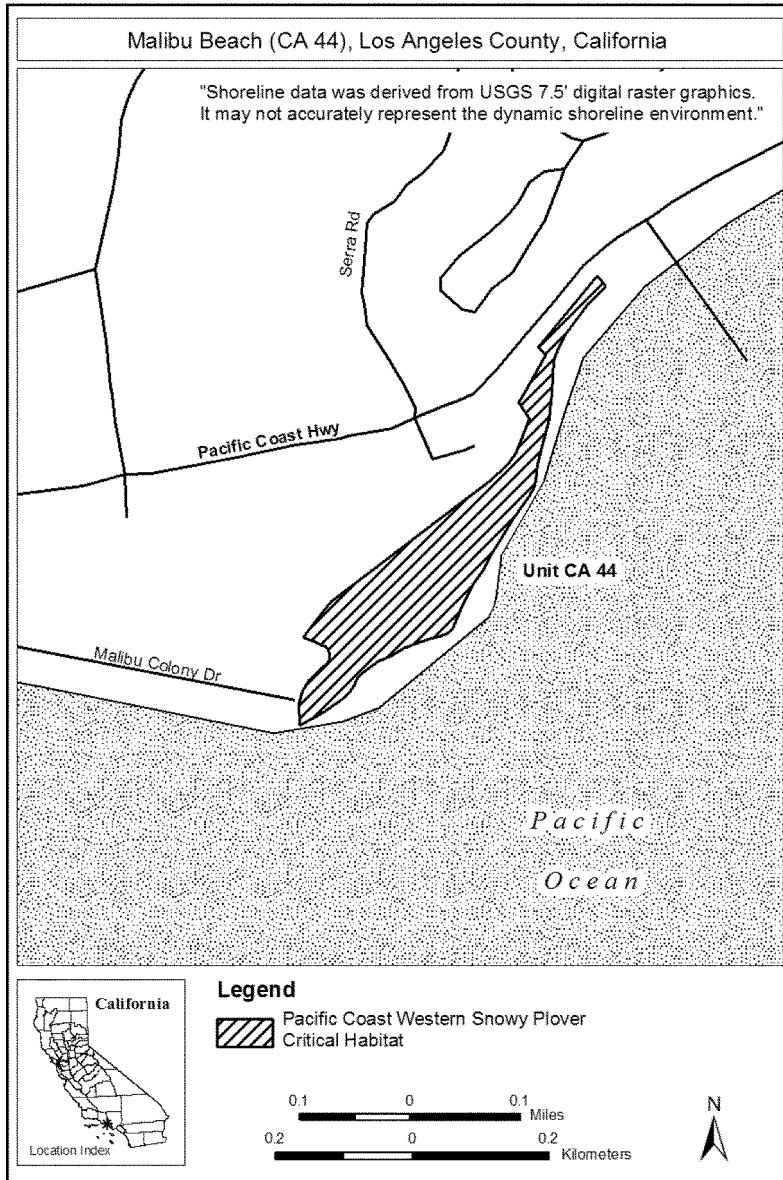 Malibu Beach (CA 44), Los Angeles County, California
"Shoreline data was derived from USGS 7.5' digital raster graphics.
It may not accurately represent the dynamic shoreline environment."
Serra Rd
Pacific Coast Hwy
Unit CA 44
Malibu Colony Dr
Pacific
Ocean
California
Location Index
Legend
Pacific Coast Western Snowy Plover
Critical Habitat
0.1 0 0.1
Miles
0.2 0 0.2
Kilometers
N